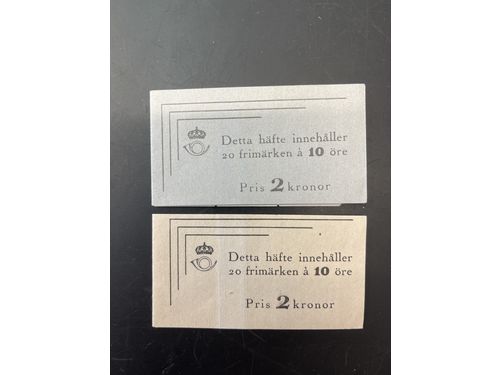 Detta häfte innehåller
20 frimärken à 10 öre
Pris 2 kronor
Detta häfte innehåller
20 frimärken à 10 öre
Pris 2 kronor